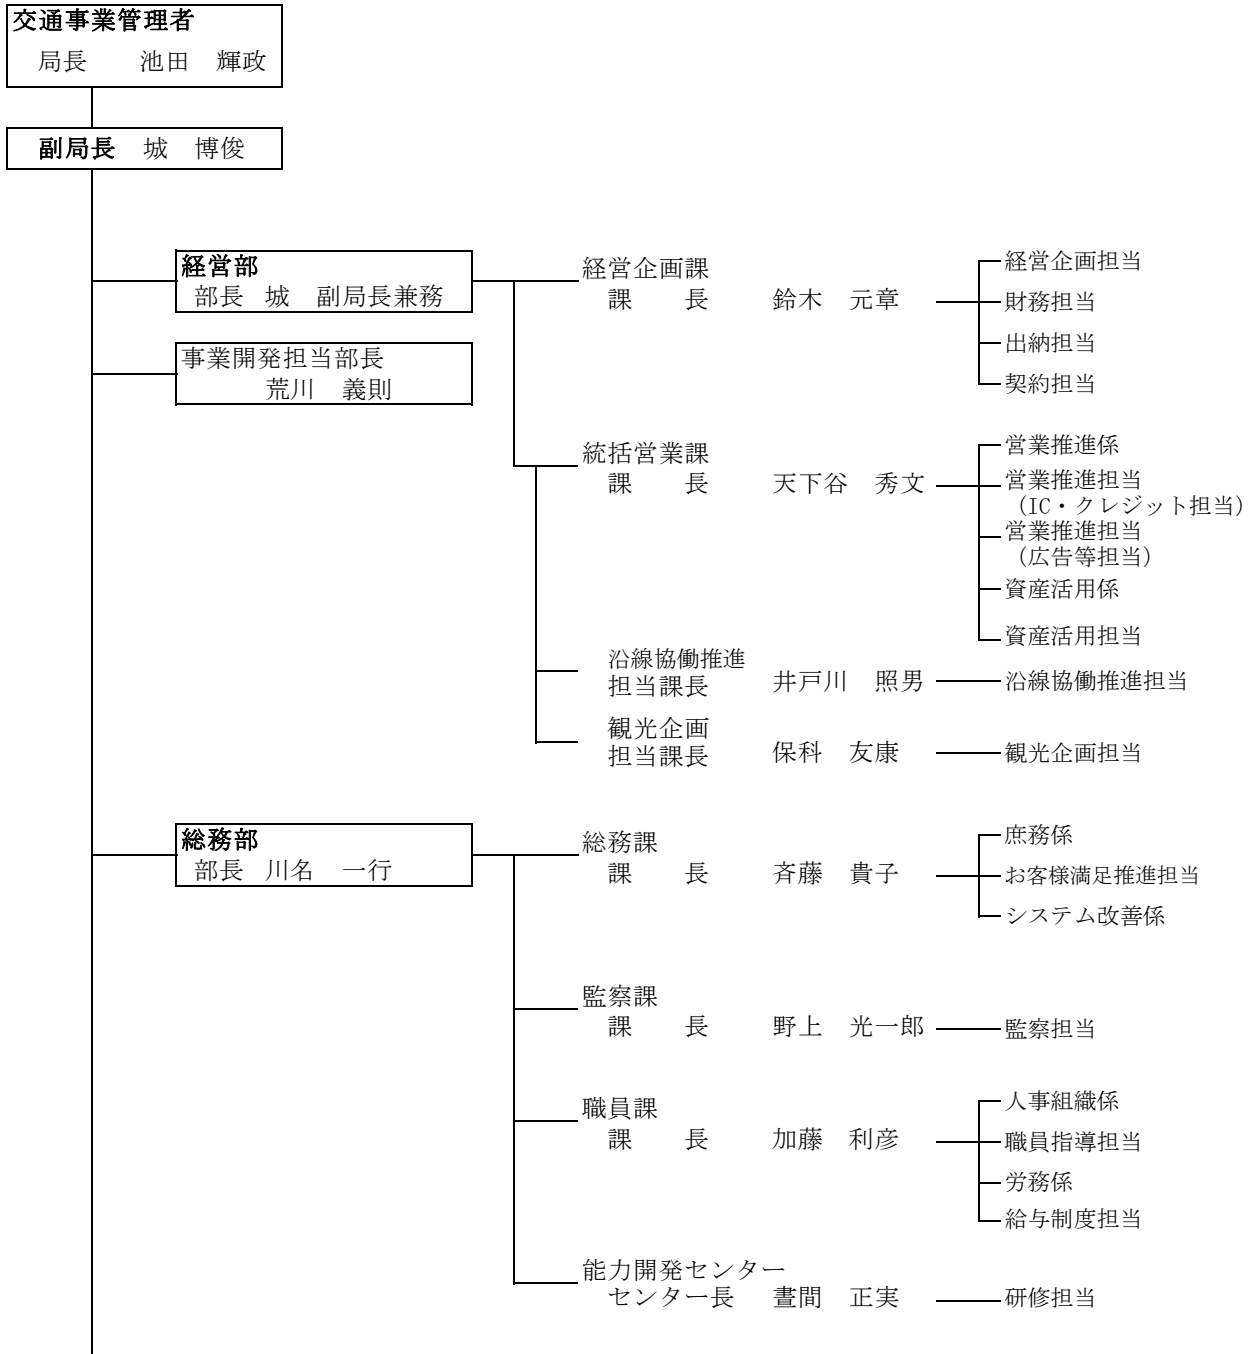 交通事業管理者
局長　池田　輝政
副局長　城　博俊
経営部
部長　城　副局長兼務
事業開発担当部長
荒川　義則
経営企画課
課　長　鈴木　元章
経営企画担当
財務担当
出納担当
契約担当
統括営業課
課　長　天下谷　秀文
営業推進係
営業推進担当
（IC・クレジット担当）
営業推進担当
（広告等担当）
資産活用係
資産活用担当
沿線協働推進
担当課長　井戸川　照男
沿線協働推進担当
観光企画
担当課長　保科　友康
観光企画担当
総務部
部長　川名　一行
総務課
課　長　斉藤　貴子
庶務係
お客様満足推進担当
システム改善係
監察課
課　長　野上　光一郎
監察担当
職員課
課　長　加藤　利彦
人事組織係
職員指導担当
労務係
給与制度担当
能力開発センター
センター長　晝間　正実
研修担当